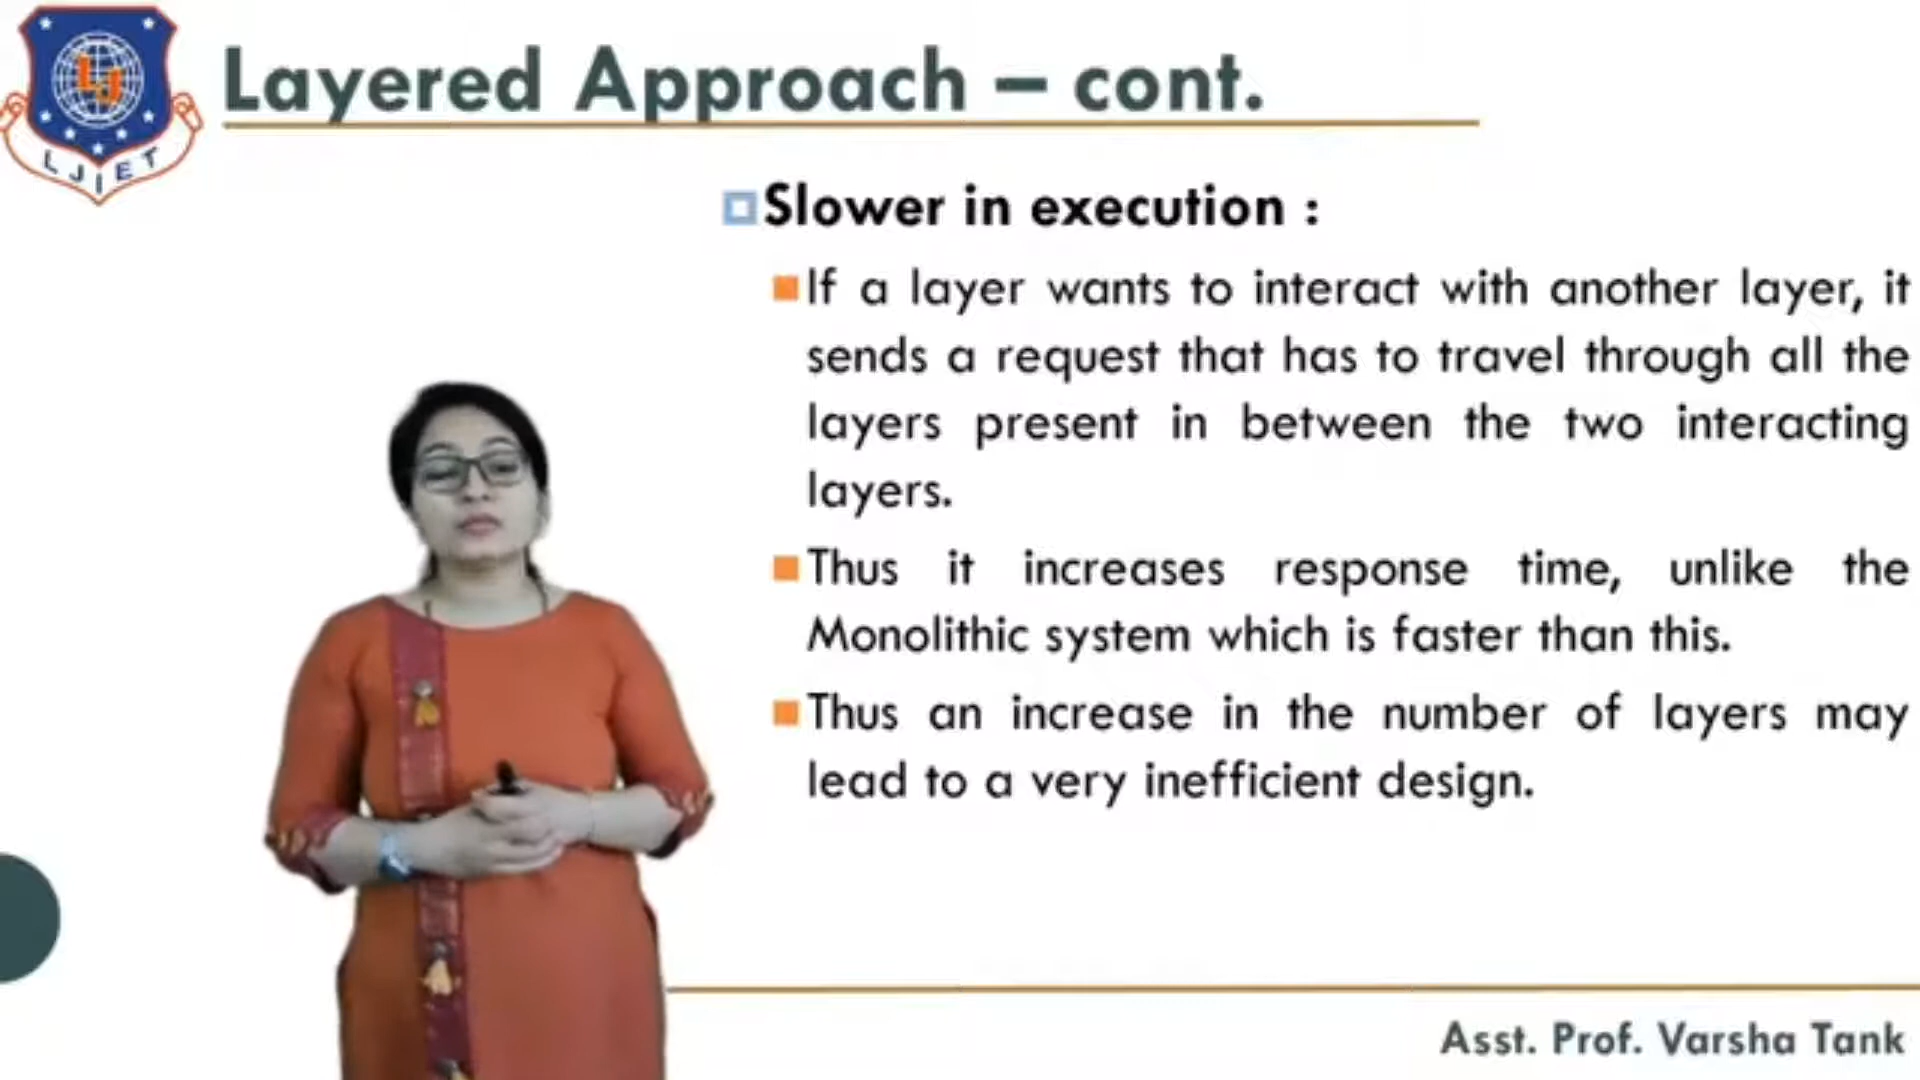 LJ
LJIET
Layered Approach – cont.
Slower in execution :
If a layer wants to interact with another layer, it
sends a request that has to travel through all the
layers present in between the two interacting
layers.
Thus it increases response time, unlike the
Monolithic system which is faster than this.
Thus an increase in the number of layers may
lead to a very inefficient design.
Asst. Prof. Varsha Tank